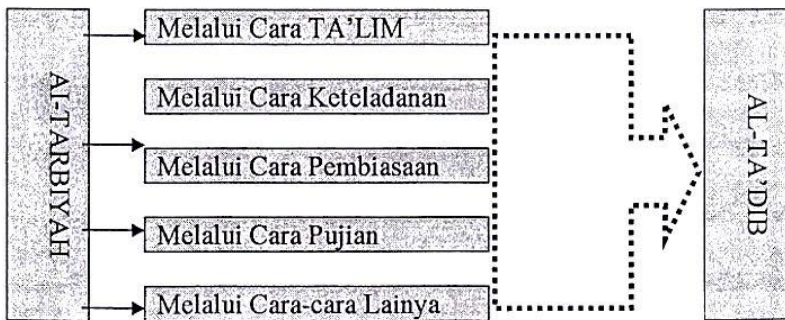 AI-TARBIYAH
Melalui Cara TA'LIM
Melalui Cara Keteladanan
Melalui Cara Pembiasaan
Melalui Cara Pujian
Melalui Cara-cara Lainya
AL-TA'DIB